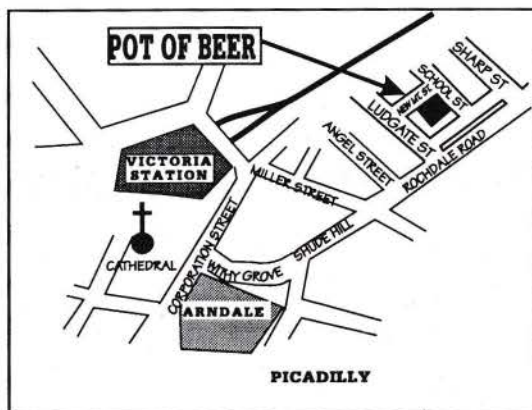 POT OF BEER
SHARP ST
SCHOOL ST
NEW MT. ST.
LUDGATE ST
ANGEL STREET
ROCHDALE ROAD
VICTORIA
STATION
MILLER STREET
CORPORATION STREET
SHUDE HILL
CATHEDRAL
WITHY GROVE
ARNDALE
PICADILLY